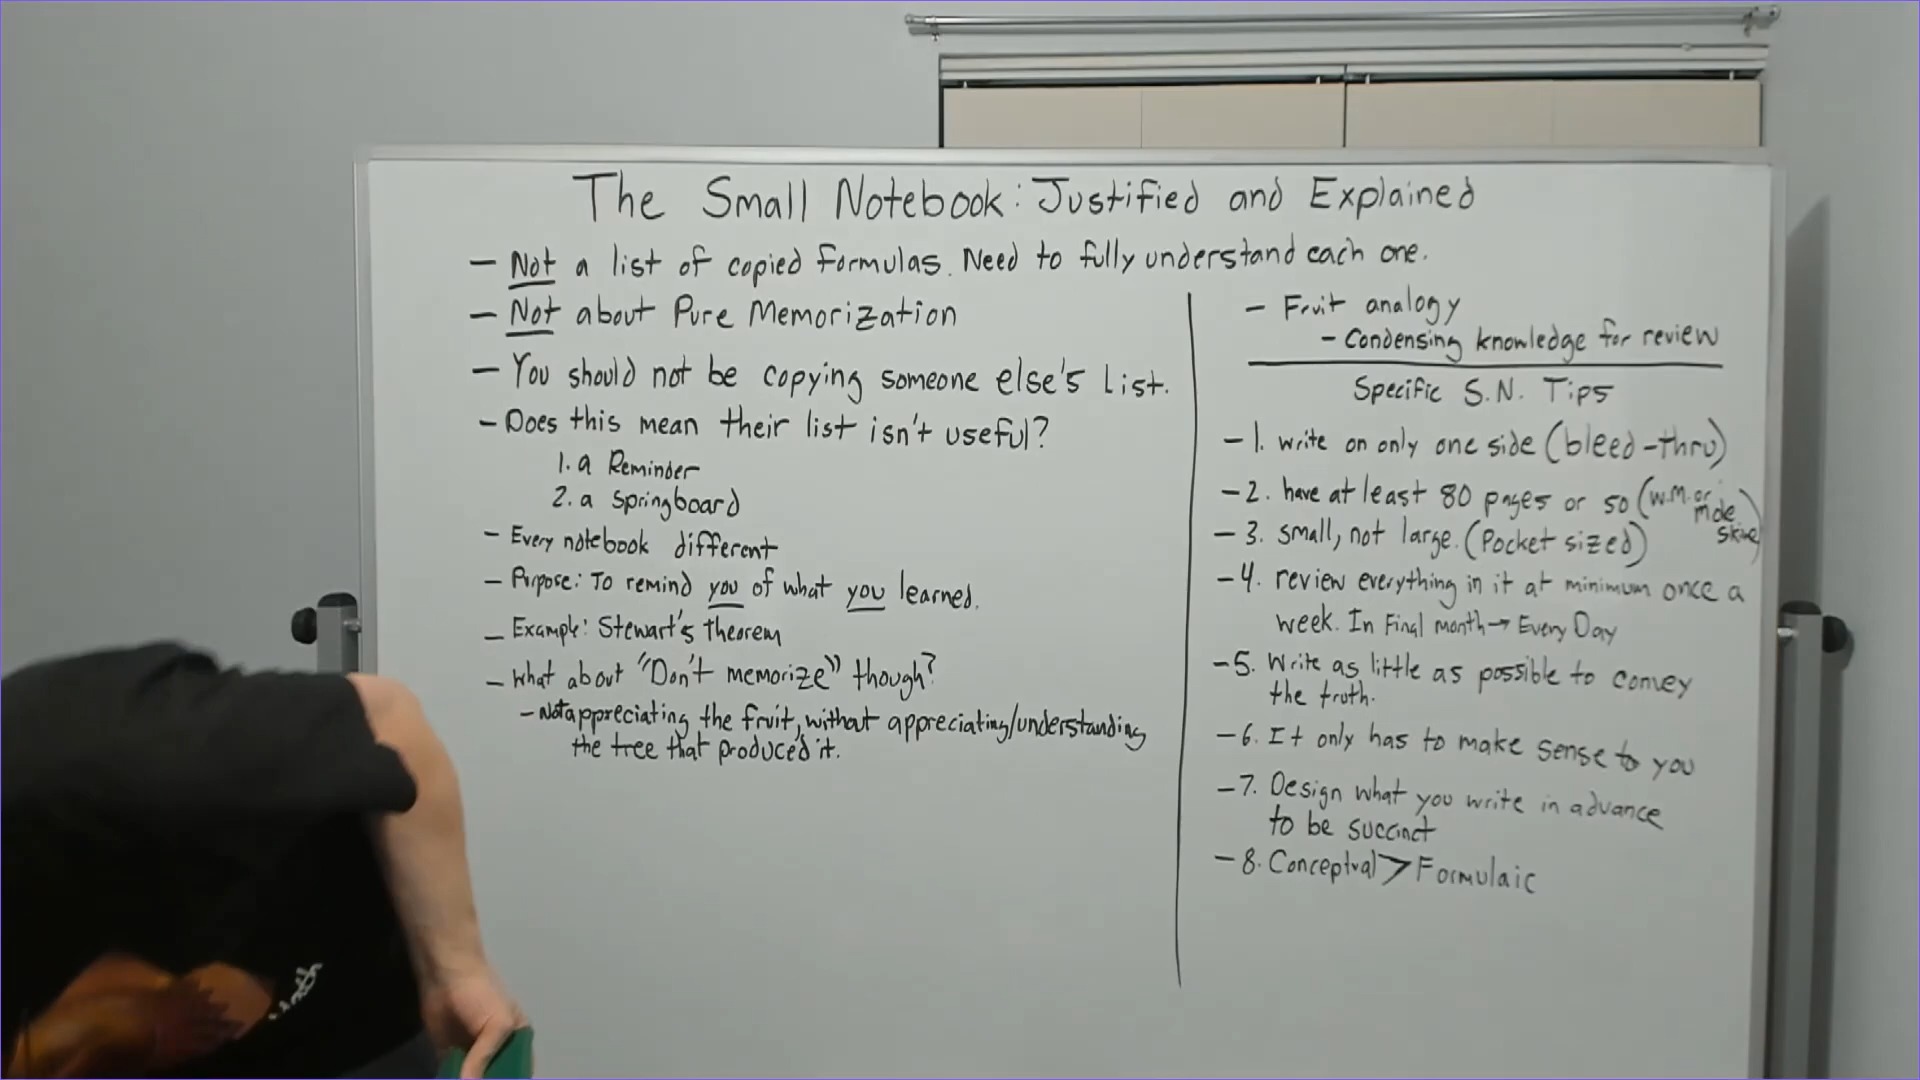 The Small Notebook: Justified and Explained
– Not a list of copied formulas. Need to fully understand each one.
– Not about Pure Memorization
– You should not be copying someone else's list.
– Does this mean their list isn't useful?
1. a Reminder
2. a springboard
– Every notebook different
– Purpose: To remind you of what you learned.
– Example: Stewart's theorem
– What about "Don't memorize" though?
– Not appreciating the fruit, without appreciating/understanding
the tree that produced it.
– Fruit analogy
– Condensing knowledge for review
Specific S.N. Tips
– 1. write on only one side (bleed-thru)
– 2. have at least 80 pages or 50 (W.M. or
mole
skine)
– 3. small, not large. (Pocket sized)
– 4. review everything in it at minimum once a
week. In Final month → Every Day
– 5. Write as little as possible to convey
the truth.
– 6. It only has to make sense to you
– 7. Design what you write in advance
to be succinct
– 8. Conceptual > Formulaic